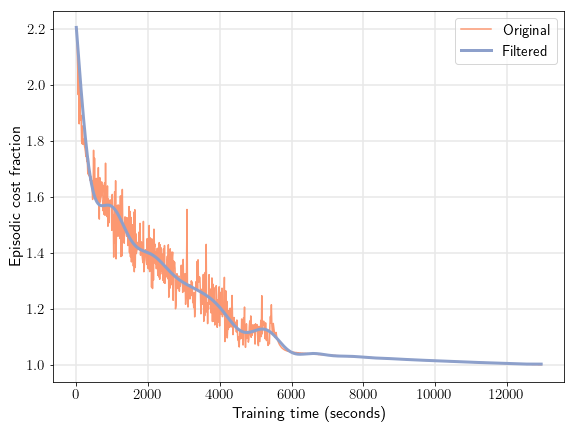 Original
Filtered
2.2
2.0
1.8
1.6
1.4
1.2
1.0
Episodic cost fraction
0 2000 4000 6000 8000 10000 12000
Training time (seconds)